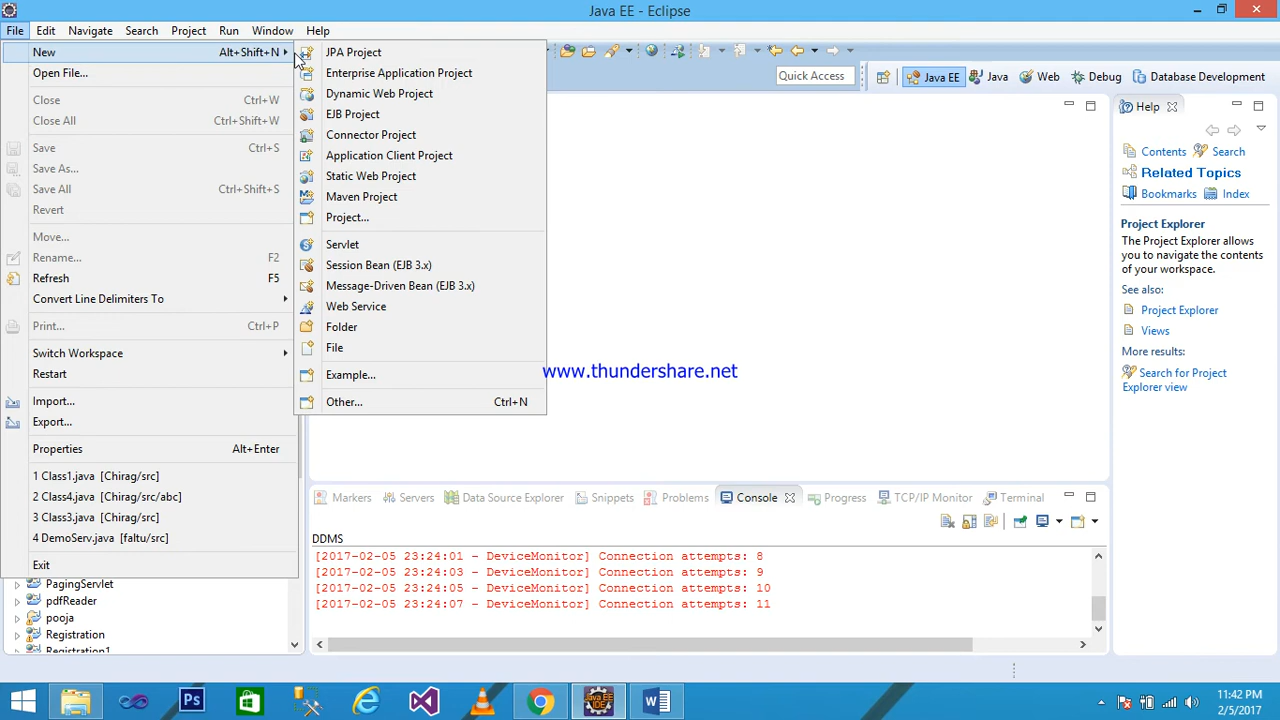 Java EE - Eclipse
File Edit Navigate Search Project Run Window Help
New Alt+Shift+N
Open File...
Close Ctrl+W
Close All Ctrl+Shift+W
Save Ctrl+S
Save As...
Save All Ctrl+Shift+S
Revert
Move...
Rename... F2
Refresh F5
Convert Line Delimiters To
Print... Ctrl+P
Switch Workspace
Restart
Import...
Export...
Properties Alt+Enter
1 Class1.java [Chirag/src]
2 Class4.java [Chirag/src/abc]
3 Class3.java [Chirag/src]
4 DemoServ.java [faltu/src]
Exit
PagingServlet
pdfReader
pooja
Registration
Registration1
JPA Project
Enterprise Application Project
Dynamic Web Project
EJB Project
Connector Project
Application Client Project
Static Web Project
Maven Project
Project...
Servlet
Session Bean (EJB 3.x)
Message-Driven Bean (EJB 3.x)
Web Service
Folder
File
Example...
Other... Ctrl+N
www.thundershare.net
Quick Access
Java EE Java Web Debug Database Development
Help
Contents Search
Related Topics
Bookmarks Index
Project Explorer
The Project Explorer allows
you to navigate the contents
of your workspace.
See also:
Project Explorer
Views
More results:
Search for Project
Explorer view
Markers Servers Data Source Explorer Snippets Problems Console Progress TCP/IP Monitor Terminal
DDMS
[2017-02-05 23:24:01 - DeviceMonitor] Connection attempts: 8
[2017-02-05 23:24:03 - DeviceMonitor] Connection attempts: 9
[2017-02-05 23:24:05 - DeviceMonitor] Connection attempts: 10
[2017-02-05 23:24:07 - DeviceMonitor] Connection attempts: 11
Ps
Java EE
IDE
11:42 PM
2/5/2017